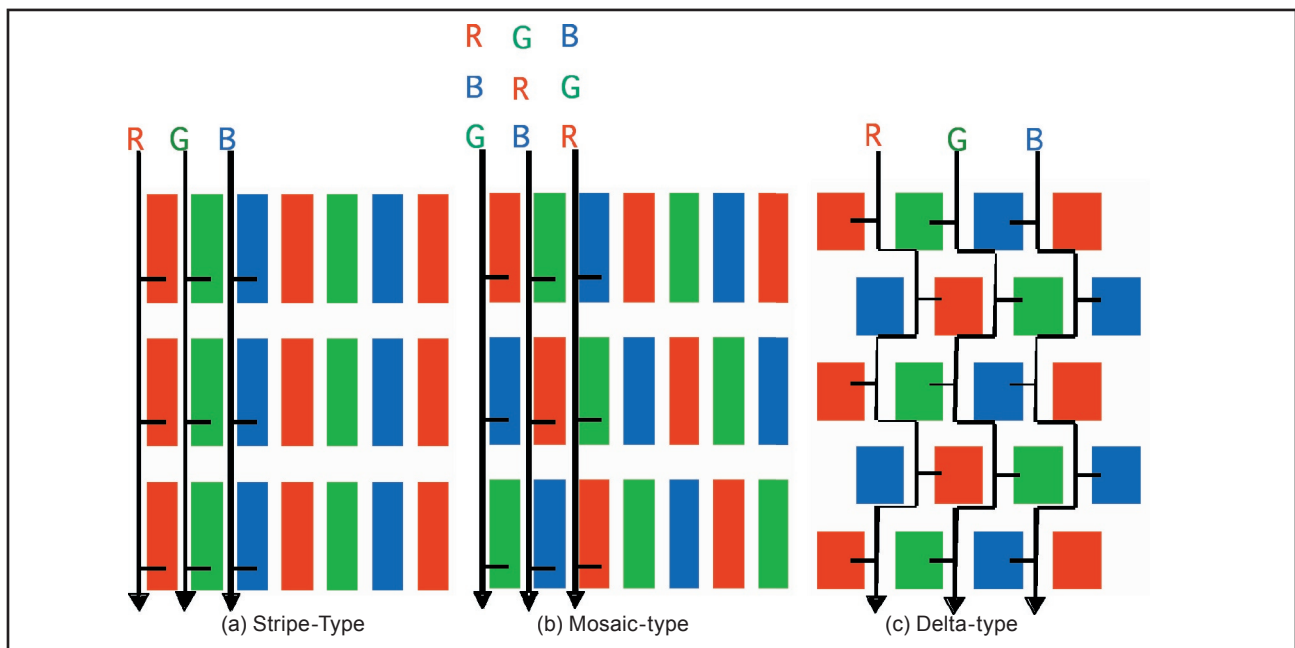 R G B
B R G
G B R
R G B
R G B
(a) Stripe-Type
(b) Mosaic-type
(c) Delta-type